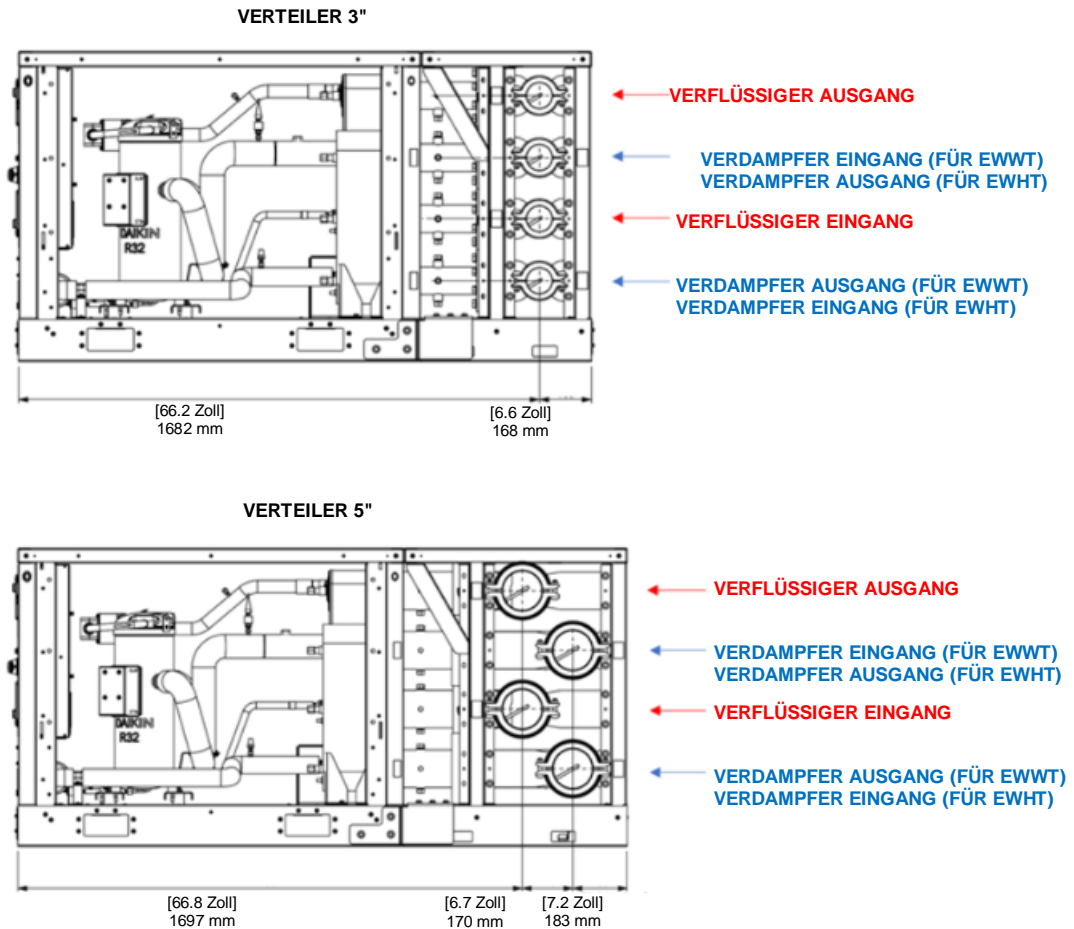 VERTEILER 3"
VERFLÜSSIGER AUSGANG
VERDAMPFER EINGANG (FÜR EWWT)
VERDAMPFER AUSGANG (FÜR EWHT)
DAIKIN
R32
VERFLÜSSIGER EINGANG
VERDAMPFER AUSGANG (FÜR EWWT)
VERDAMPFER EINGANG (FÜR EWHT)
[66.2 Zoll]
1682 mm
[6.6 Zoll]
168 mm
VERTEILER 5"
VERFLÜSSIGER AUSGANG
VERDAMPFER EINGANG (FÜR EWWT)
VERDAMPFER AUSGANG (FÜR EWHT)
DAIKIN
R32
VERFLÜSSIGER EINGANG
VERDAMPFER AUSGANG (FÜR EWWT)
VERDAMPFER EINGANG (FÜR EWHT)
[66.8 Zoll]
1697 mm
[6.7 Zoll]
170 mm
[7.2 Zoll]
183 mm